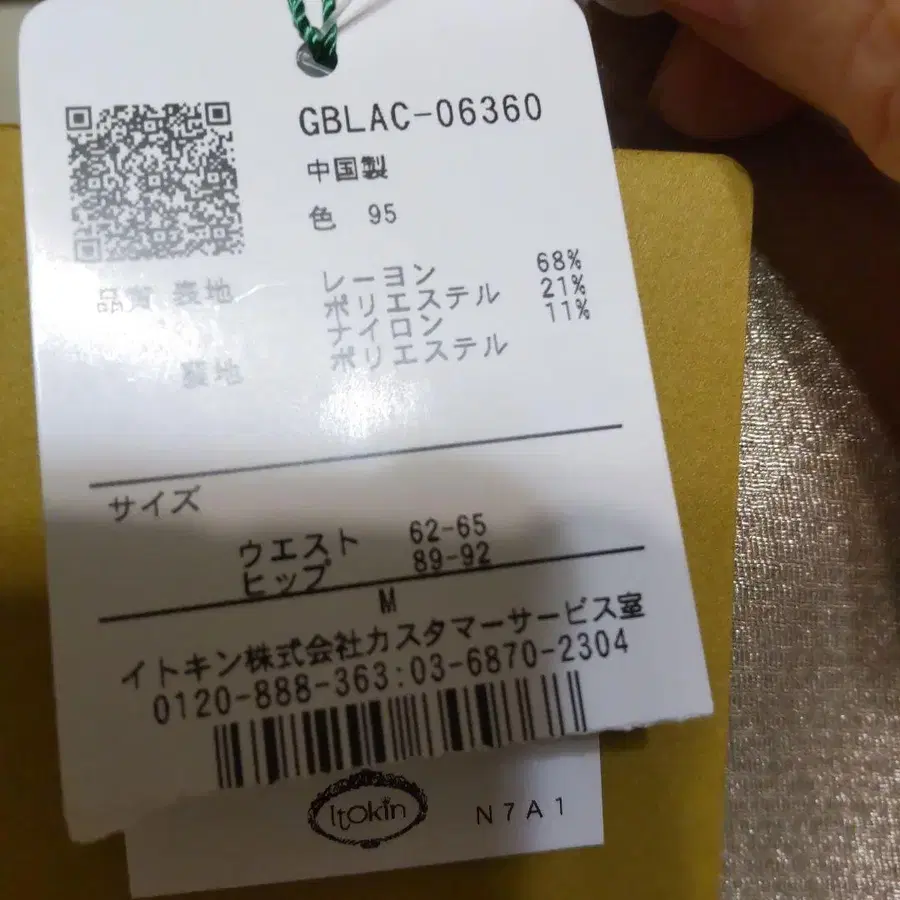 GBLAC-06360
中国製
色 95
品質 表地 レーヨン 68%
ポリエステル 21%
ナイロン 11%
裏地 ポリエステル
サイズ
ウエスト 62-65
ヒップ 89-92
M
イトキン株式会社カスタマーサービス室
0120-888-363:03-6870-2304
Itokin N7A1